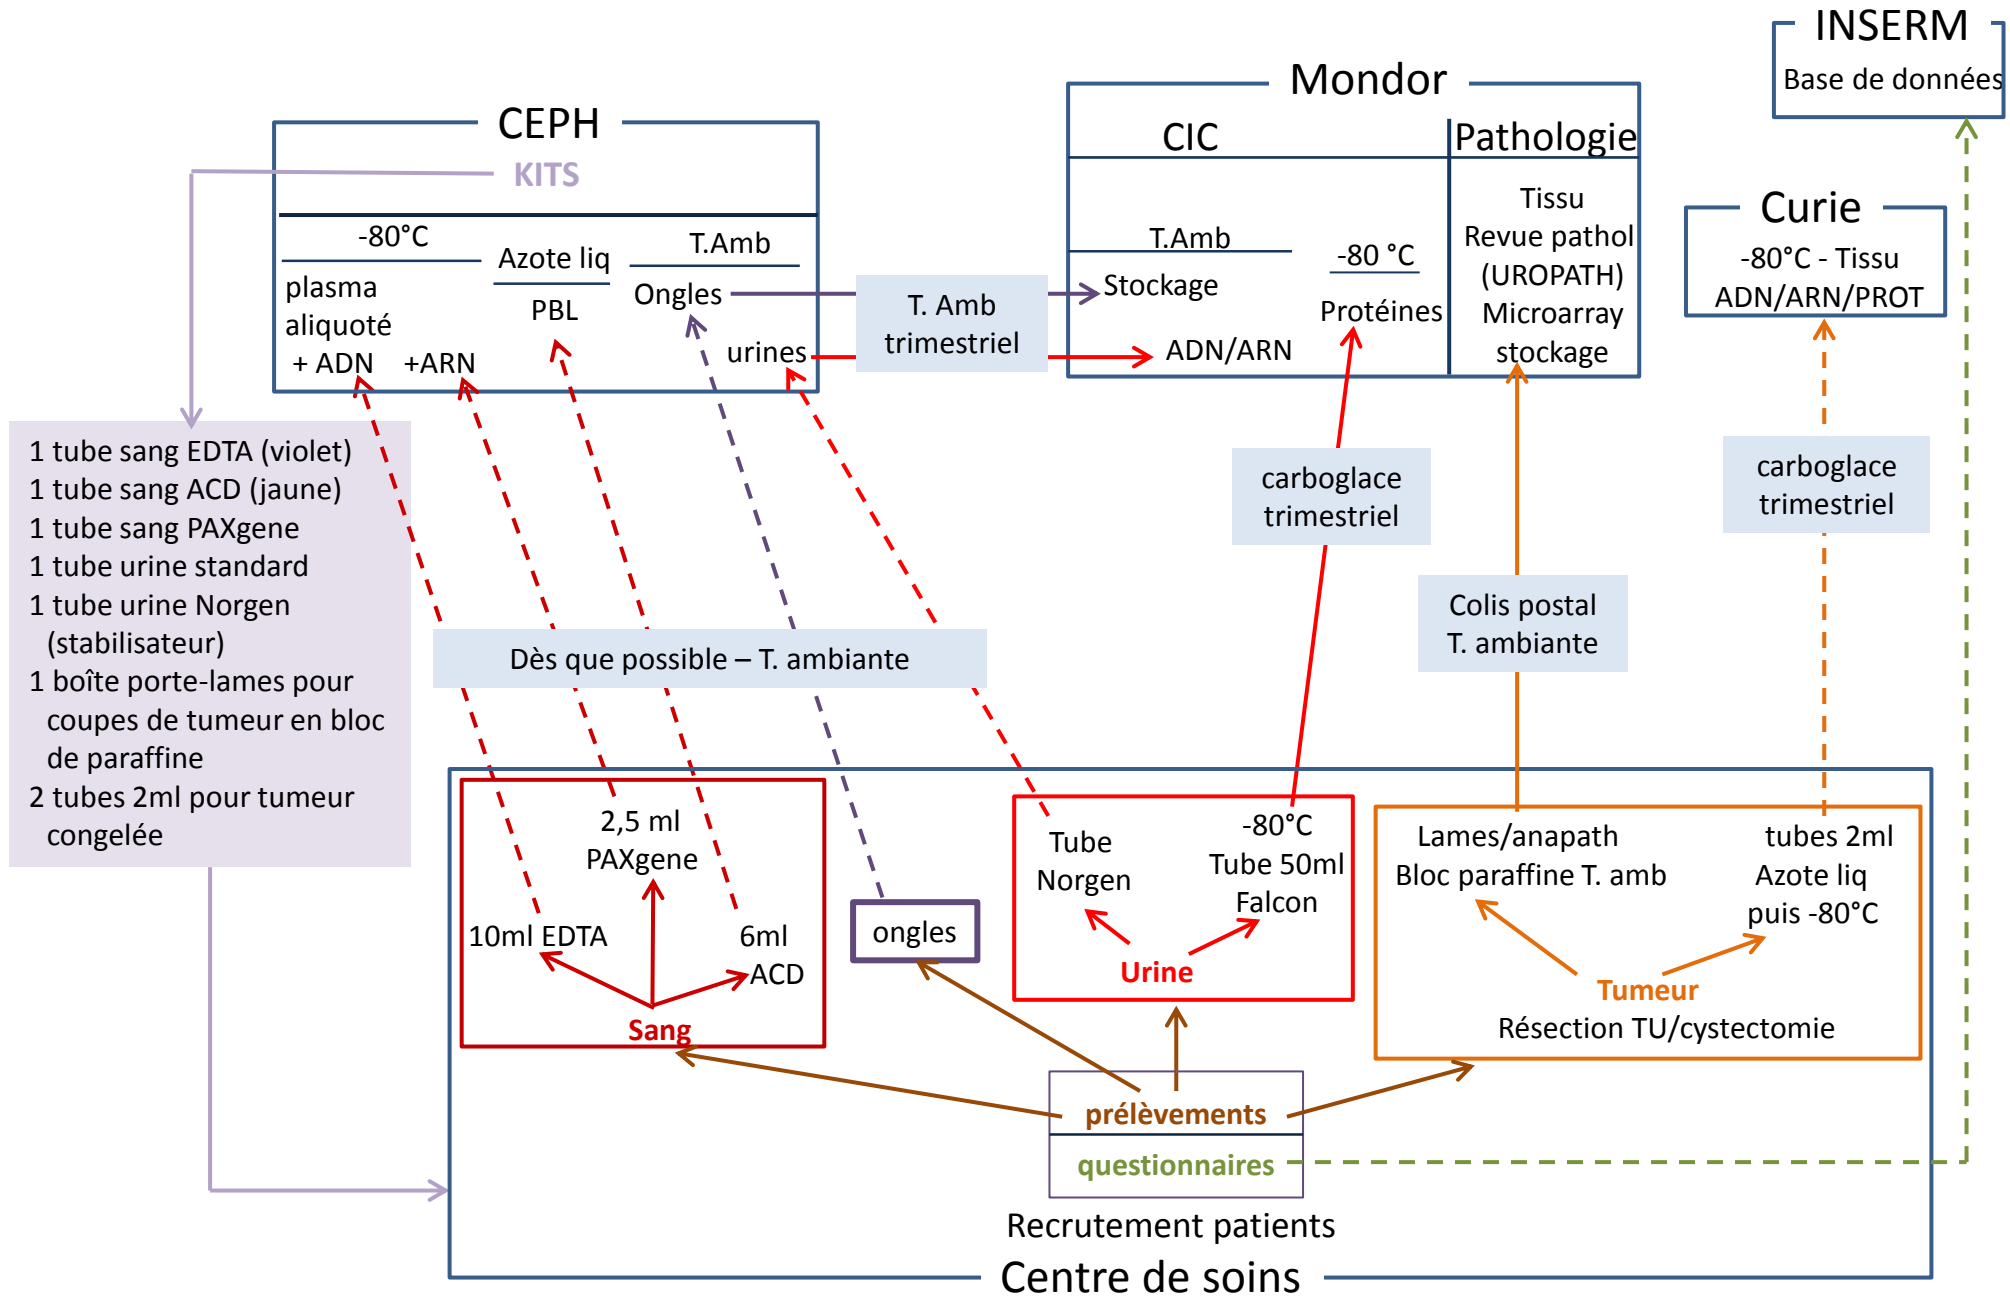 INSERM
Base de données
Mondor
CIC
Pathologie
T.Amb
Stockage
ADN/ARN
-80 °C
Protéines
Tissu
Revue pathol
(UROPATH)
Microarray
stockage
Curie
-80°C - Tissu
ADN/ARN/PROT
CEPH
KITS
-80°C
plasma
aliquoté
+ ADN
+ARN
Azote liq
PBL
T.Amb
Ongles
urines
T. Amb
trimestriel
1 tube sang EDTA (violet)
1 tube sang ACD (jaune)
1 tube sang PAXgene
1 tube urine standard
1 tube urine Norgen
(stabilisateur)
1 boîte porte-lames pour
coupes de tumeur en bloc
de paraffine
2 tubes 2ml pour tumeur
congelée
carboglace
trimestriel
carboglace
trimestriel
Colis postal
T. ambiante
Dès que possible – T. ambiante
2,5 ml
PAXgene
10ml EDTA
6ml
ACD
Sang
ongles
Tube
Norgen
-80°C
Tube 50ml
Falcon
Urine
Lames/anapath
Bloc paraffine T. amb
tubes 2ml
Azote liq
puis -80°C
Tumeur
Résection TU/cystectomie
prélèvements
questionnaires
Recrutement patients
Centre de soins